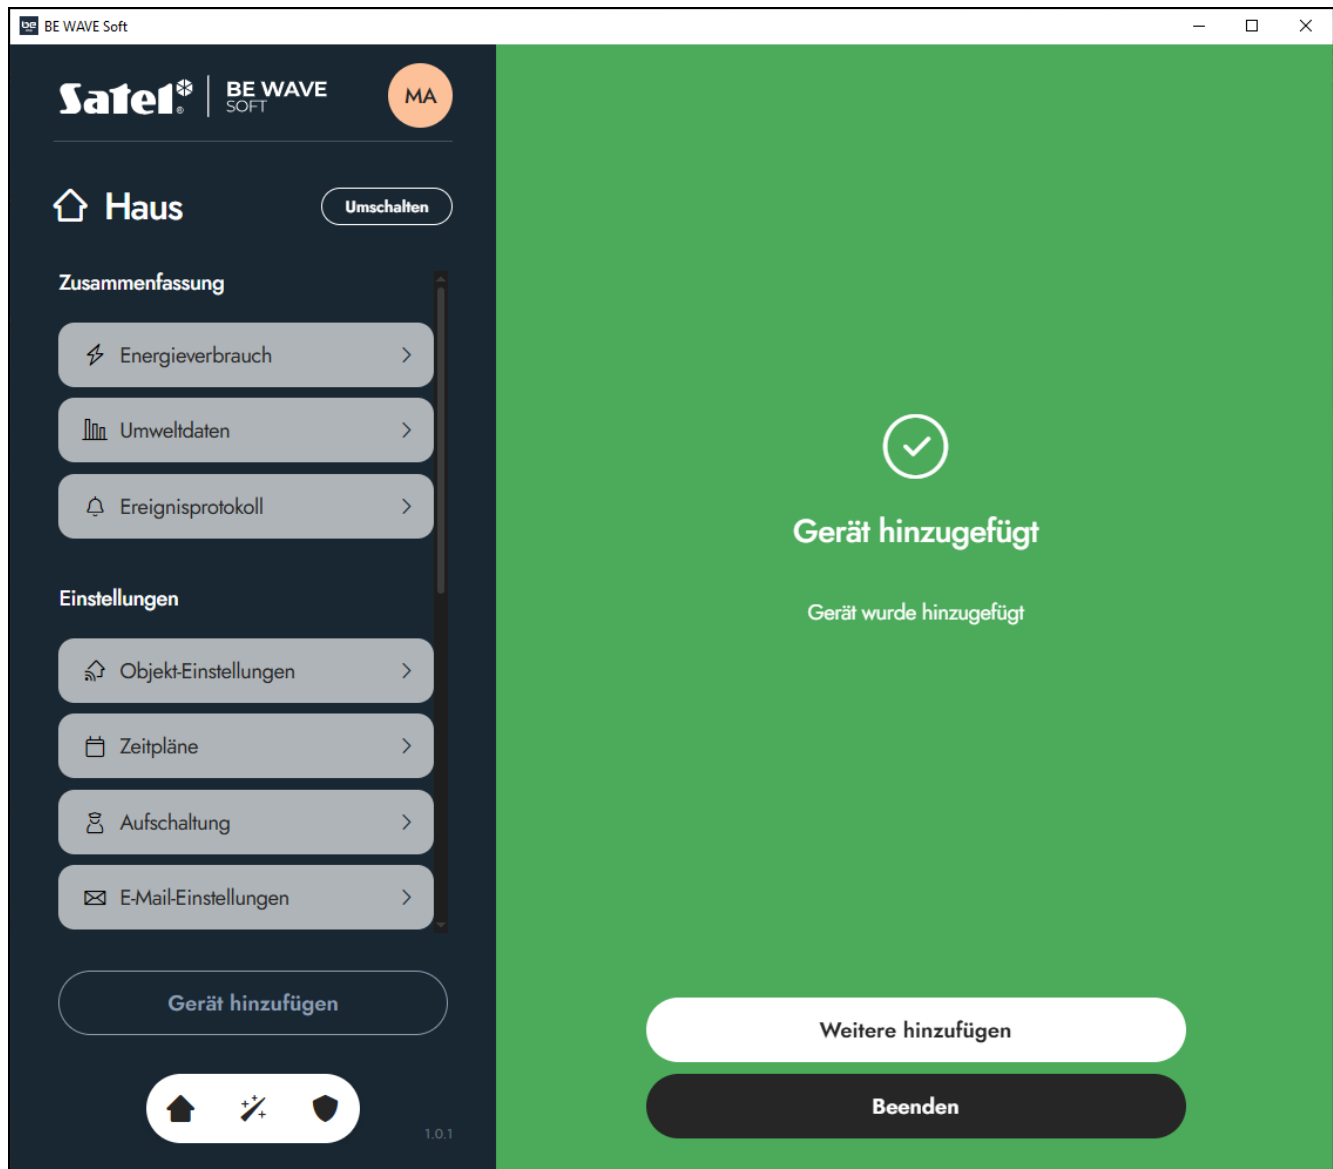 be
BE WAVE Soft
Satel
BE WAVE
SOFT
MA
Haus
Umschalten
Zusammenfassung
Energieverbrauch
Umweltdaten
Ereignisprotokoll
Einstellungen
Objekt-Einstellungen
Zeitpläne
Aufschaltung
E-Mail-Einstellungen
Gerät hinzufügen
1.0.1
Gerät hinzugefügt
Gerät wurde hinzugefügt
Weitere hinzufügen
Beenden